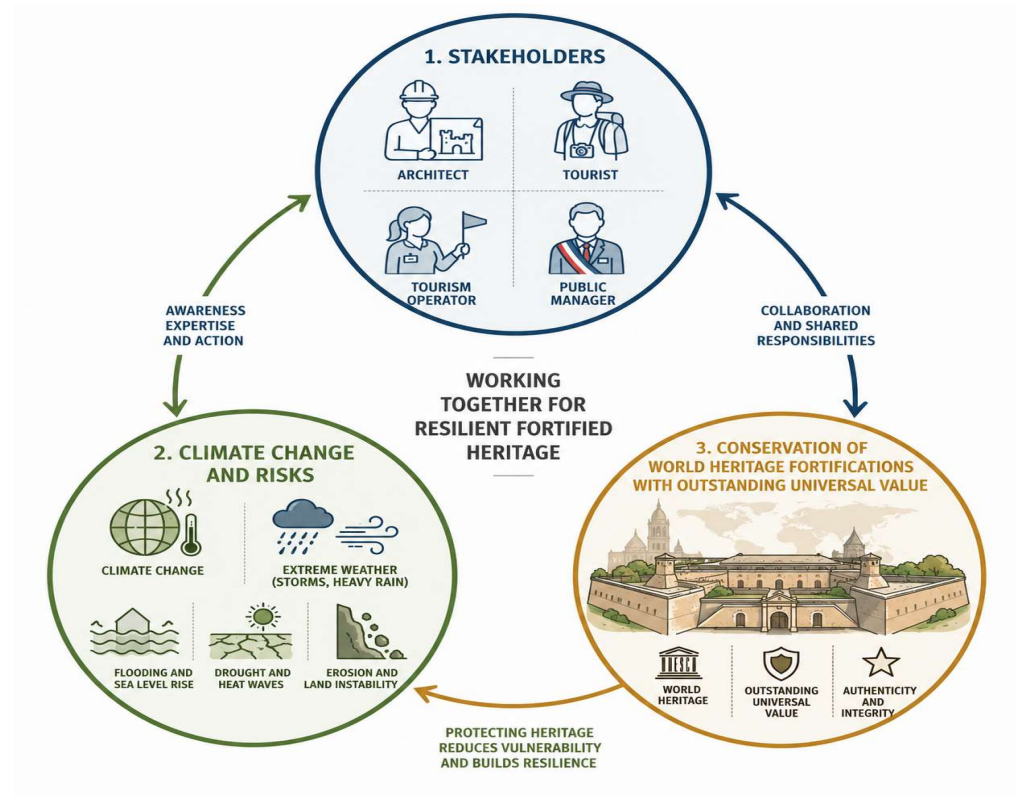 1. STAKEHOLDERS
ARCHITECT
TOURIST
TOURISM
OPERATOR
PUBLIC
MANAGER
AWARENESS
EXPERTISE
AND ACTION
COLLABORATION
AND SHARED
RESPONSIBILITIES
WORKING
TOGETHER FOR
RESILIENT FORTIFIED
HERITAGE
2. CLIMATE CHANGE
AND RISKS
CLIMATE CHANGE
EXTREME WEATHER
(STORMS, HEAVY RAIN)
FLOODING AND
SEA LEVEL RISE
DROUGHT AND
HEAT WAVES
EROSION AND
LAND INSTABILITY
3. CONSERVATION OF
WORLD HERITAGE FORTIFICATIONS
WITH OUTSTANDING UNIVERSAL VALUE
UNESCO
WORLD
HERITAGE
OUTSTANDING
UNIVERSAL
VALUE
AUTHENTICITY
AND
INTEGRITY
PROTECTING HERITAGE
REDUCES VULNERABILITY
AND BUILDS RESILIENCE